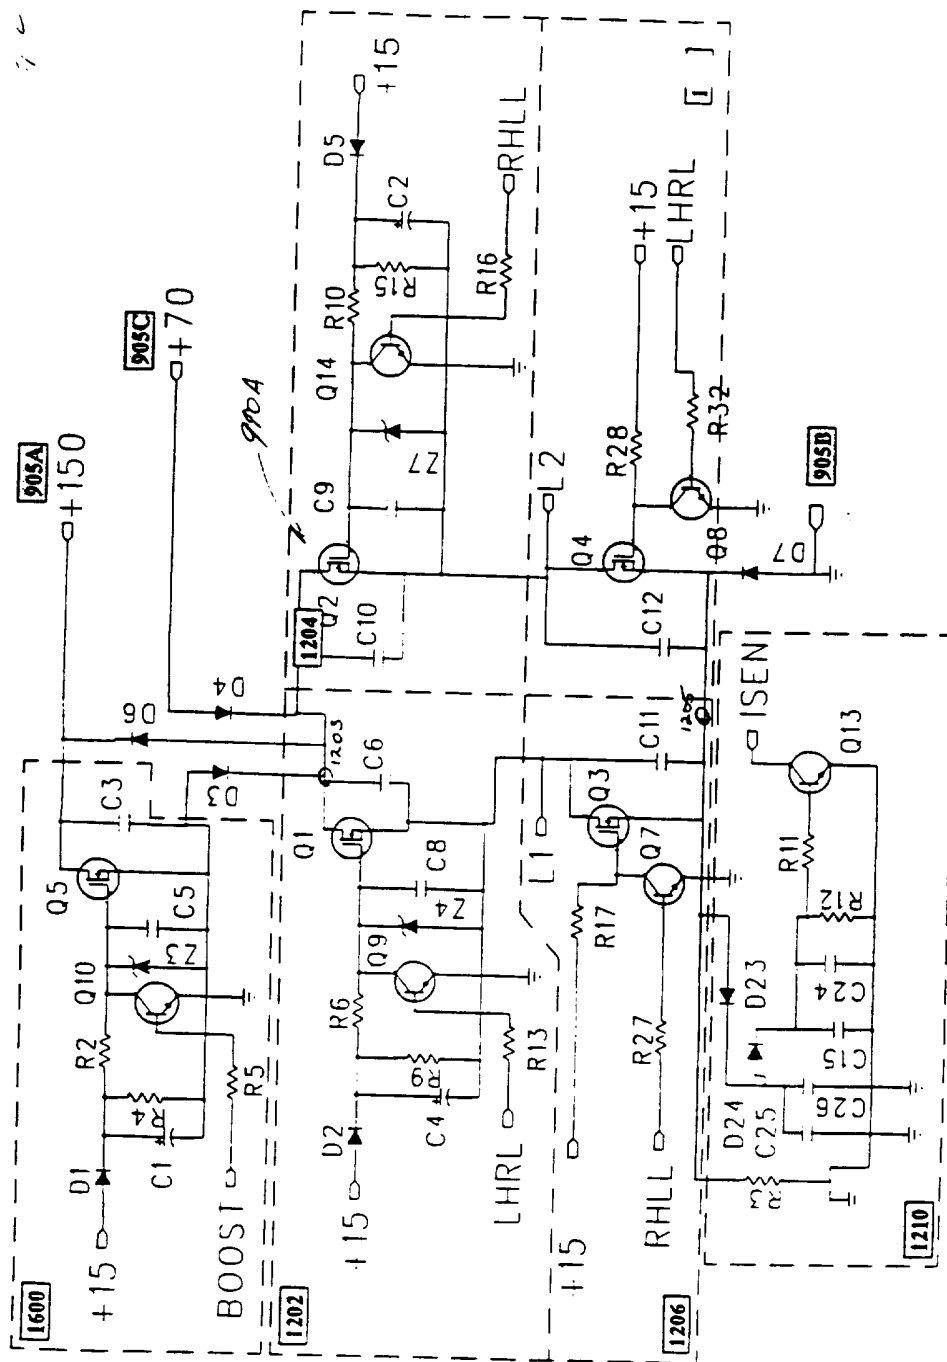 905A
+150
905C
+70
D6
D4
D3
1203
1600
+15
D1
C1
R4
R2
Q10
Z3
C5
Q5
C3
R5
BOOST
1202
+15
D2
C4
R9
R6
Q9
Z4
C8
Q1
C6
R13
LHRL
1204
Q2
C10
C9
Z7
Q14
R10
R15
C2
D5
+15
R16
RHLL
L1
L2
1206
+15
R17
Q3
C11
Q7
R27
RHLL
1205
Q4
C12
R28
+15
Q8
R32
LHRL
1
]
D7
905B
1210
R3
C25
C26
D24
C15
D23
C24
R12
R11
Q13
ISEN